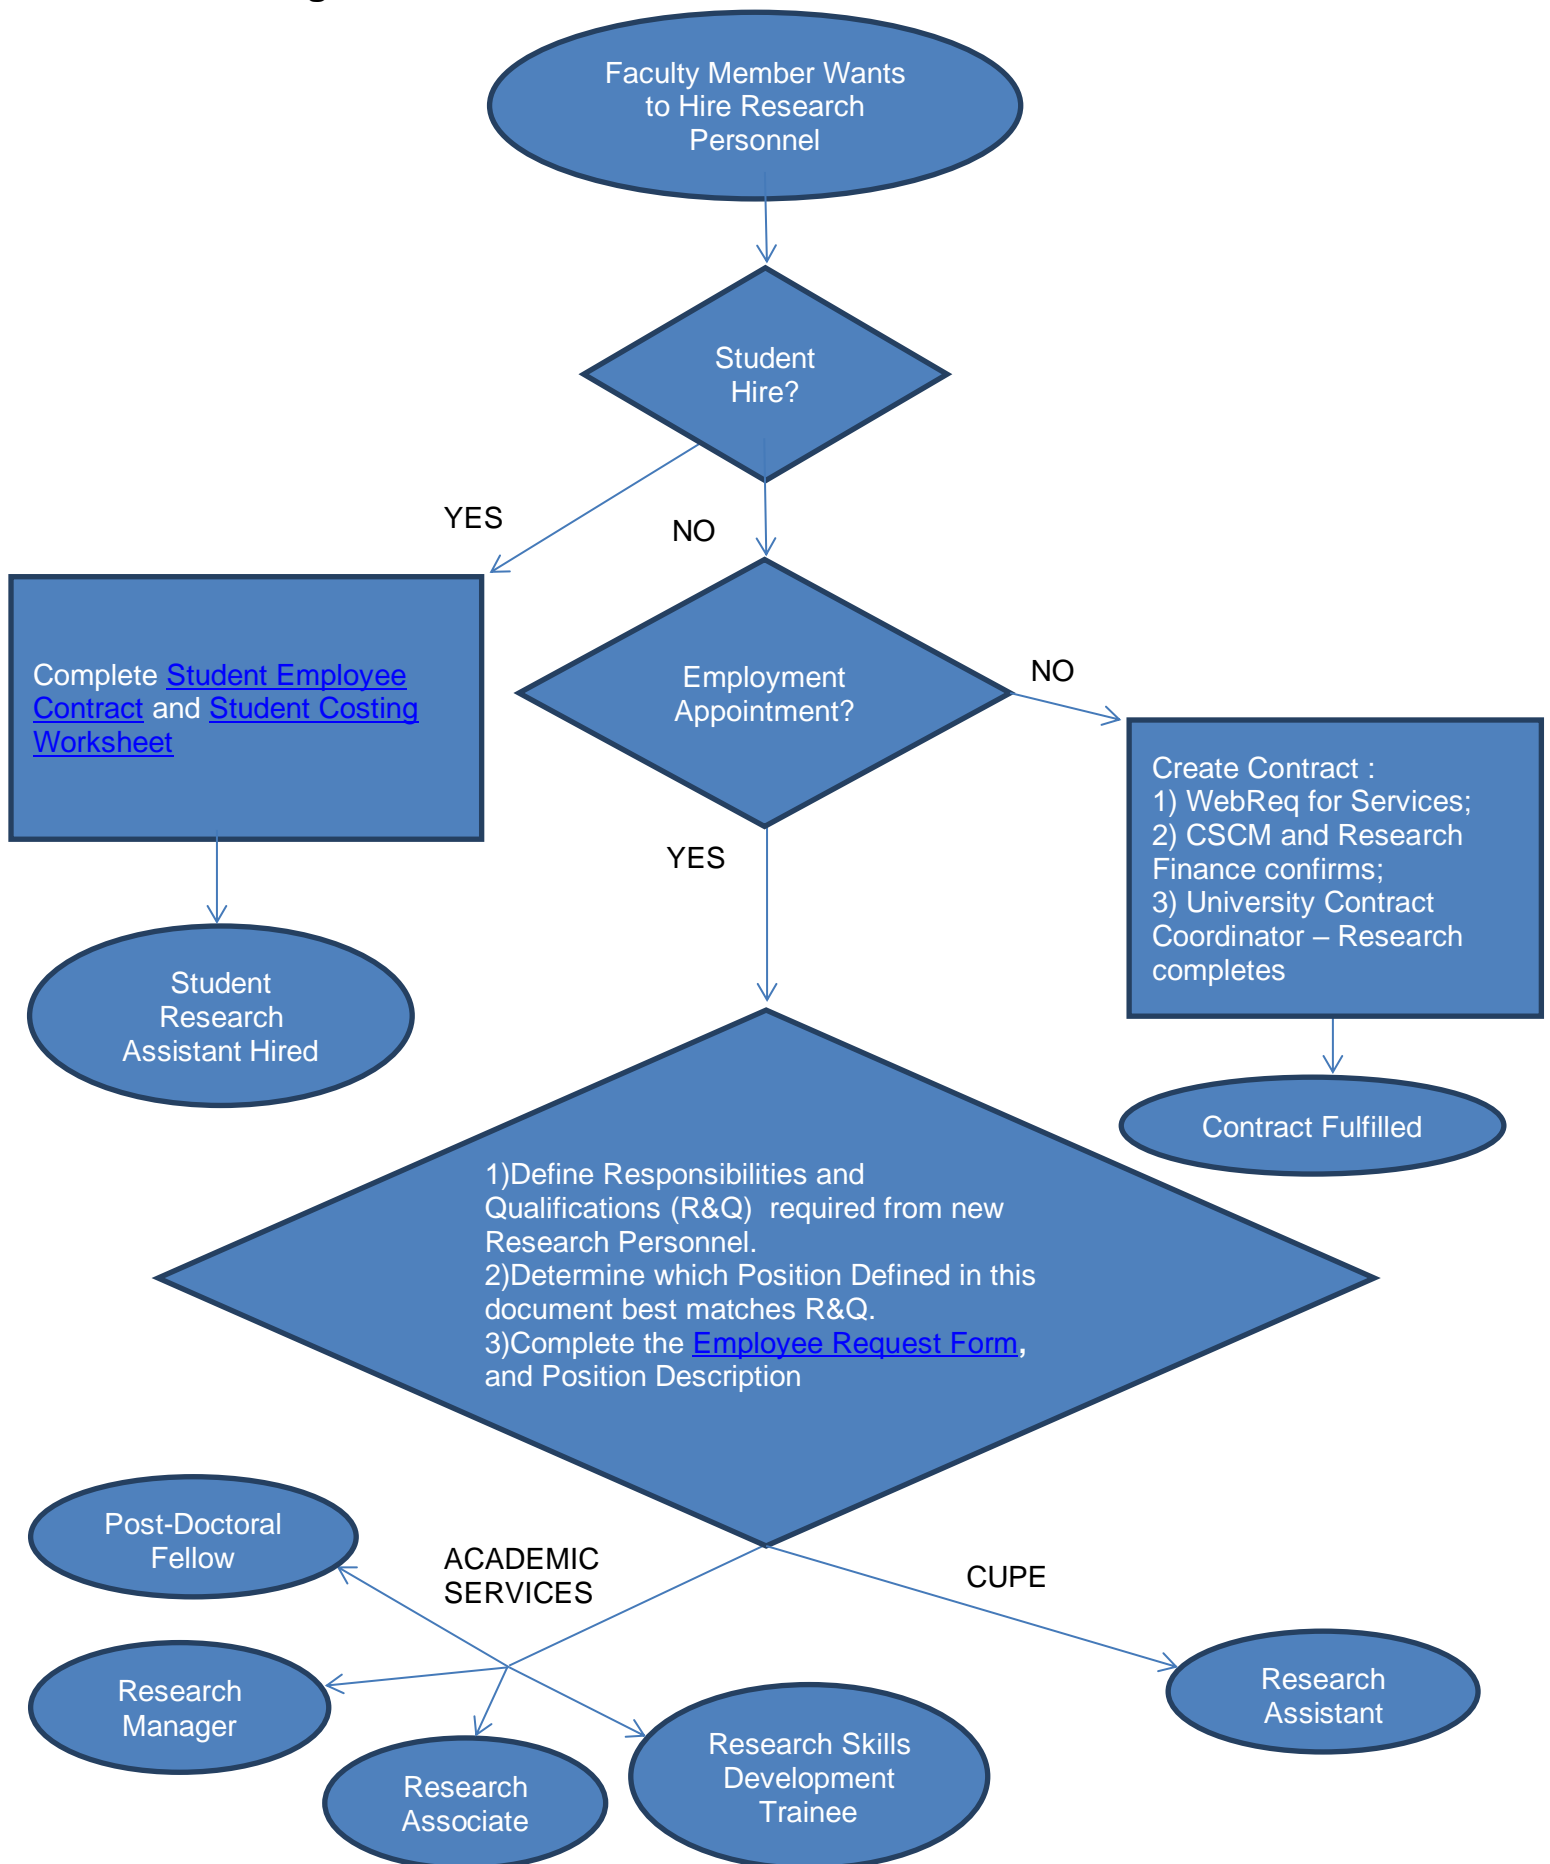 Faculty Member Wants
to Hire Research
Personnel
Student
Hire?
YES
NO
Complete Student Employee
Contract and Student Costing
Worksheet
Employment
Appointment?
NO
Create Contract :
1) WebReq for Services;
2) CSCM and Research
Finance confirms;
3) University Contract
Coordinator – Research
completes
YES
Student
Research
Assistant Hired
Contract Fulfilled
1)Define Responsibilities and
Qualifications (R&Q)  required from new
Research Personnel.
2)Determine which Position Defined in this
document best matches R&Q.
3)Complete the Employee Request Form,
and Position Description
Post-Doctoral
Fellow
ACADEMIC
SERVICES
CUPE
Research
Manager
Research
Associate
Research Skills
Development
Trainee
Research
Assistant